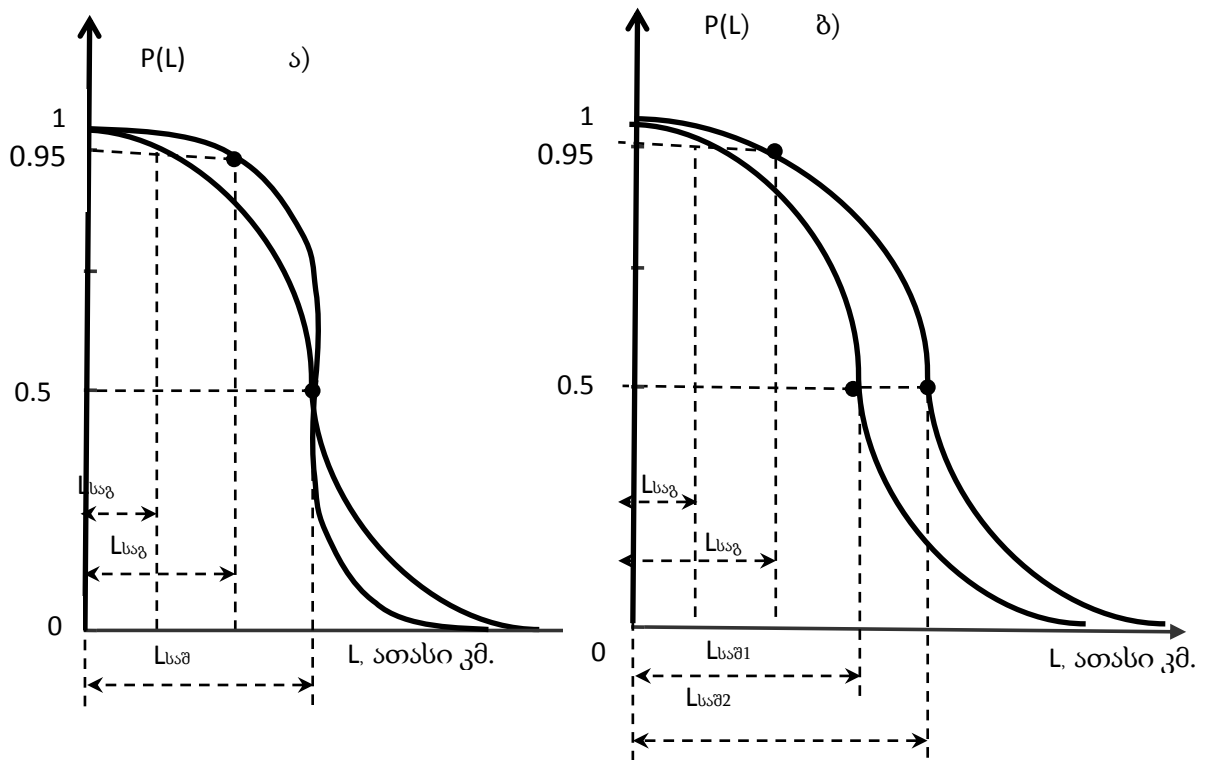 P(L) ა)
1
0.95
0.5
Lსაგ
Lსაგ
0
Lსაშ
L, ათასი კმ.
P(L) ბ)
1
0.95
0.5
Lსაგ
Lსაგ
0
Lსაშ1
L, ათასი კმ.
Lსაშ2